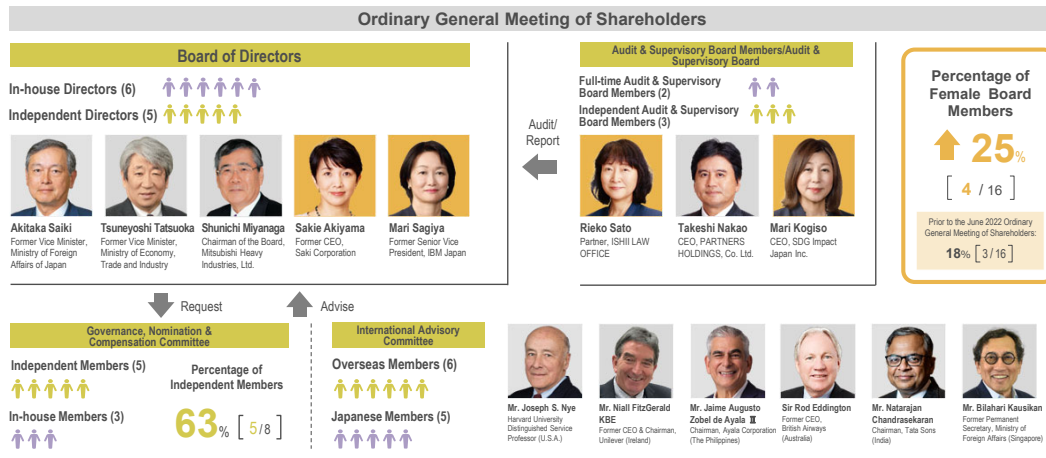 Ordinary General Meeting of Shareholders
Board of Directors
In-house Directors (6)
Independent Directors (5)
Akitaka Saiki
Former Vice Minister,
Ministry of Foreign
Affairs of Japan
Tsuneyoshi Tatsuoka
Former Vice Minister,
Ministry of Economy,
Trade and Industry
Shunichi Miyanaga
Chairman of the Board,
Mitsubishi Heavy
Industries, Ltd.
Sakie Akiyama
Former CEO,
Saki Corporation
Mari Sagiya
Former Senior Vice
President, IBM Japan
Audit/
Report
Audit & Supervisory Board Members/Audit &
Supervisory Board
Full-time Audit & Supervisory
Board Members (2)
Independent Audit & Supervisory
Board Members (3)
Rieko Sato
Partner, ISHII LAW
OFFICE
Takeshi Nakao
CEO, PARTNERS
HOLDINGS, Co. Ltd.
Mari Kogiso
CEO, SDG Impact
Japan Inc.
Percentage of
Female Board
Members
25%
[ 4 / 16 ]
Prior to the June 2022 Ordinary
General Meeting of Shareholders:
18% [ 3 / 16 ]
Request
Advise
Governance, Nomination &
Compensation Committee
Independent Members (5)
In-house Members (3)
Percentage of
Independent Members
63% [ 5/8 ]
International Advisory
Committee
Overseas Members (6)
Japanese Members (5)
Mr. Joseph S. Nye
Harvard University
Distinguished Service
Professor (U.S.A.)
Mr. Niall FitzGerald
KBE
Former CEO & Chairman,
Unilever (Ireland)
Mr. Jaime Augusto
Zobel de Ayala Ⅱ
Chairman, Ayala Corporation
(The Philippines)
Sir Rod Eddington
Former CEO,
British Airways
(Australia)
Mr. Natarajan
Chandrasekaran
Chairman, Tata Sons
(India)
Mr. Bilahari Kausikan
Former Permanent
Secretary, Ministry of
Foreign Affairs (Singapore)